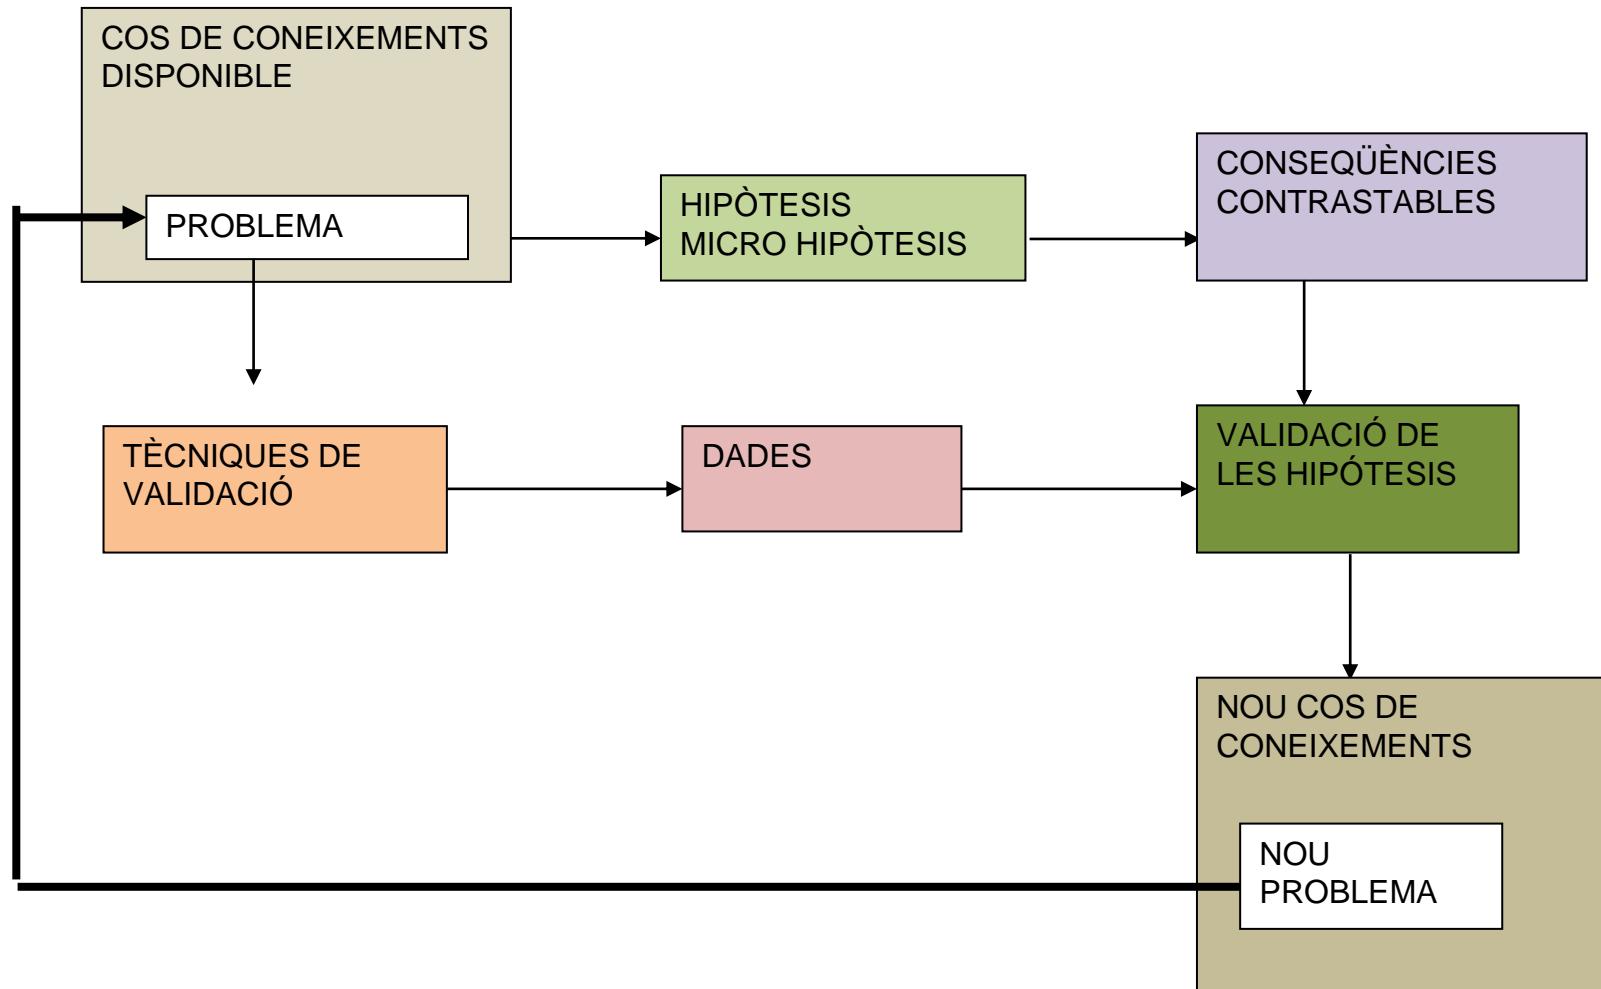 COS DE CONEIXEMENTS
DISPONIBLE
PROBLEMA
HIPÒTESIS
MICRO HIPÒTESIS
CONSEQÜÈNCIES
CONTRASTABLES
TÈCNIQUES DE
VALIDACIÓ
DADES
VALIDACIÓ DE
LES HIPÓTESIS
NOU COS DE
CONEIXEMENTS
NOU
PROBLEMA